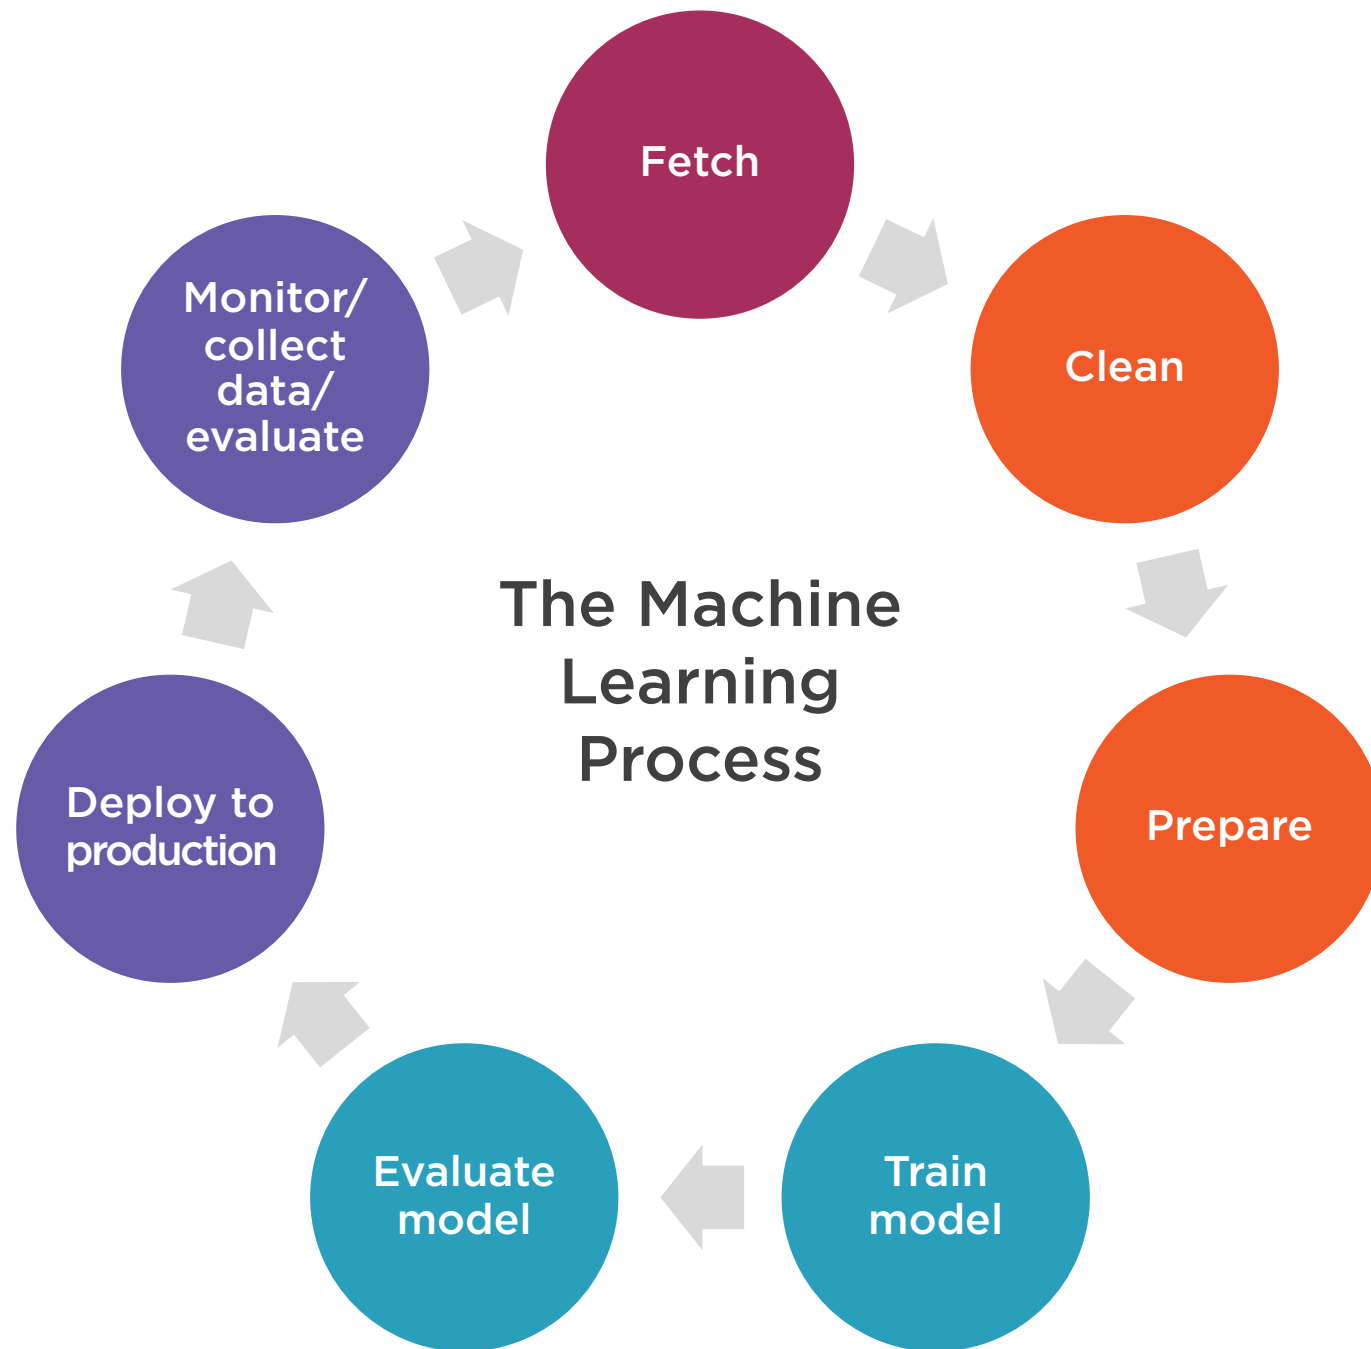 Fetch
Clean
Prepare
Train
model
Evaluate
model
Deploy to
production
Monitor/
collect
data/
evaluate
The Machine
Learning
Process